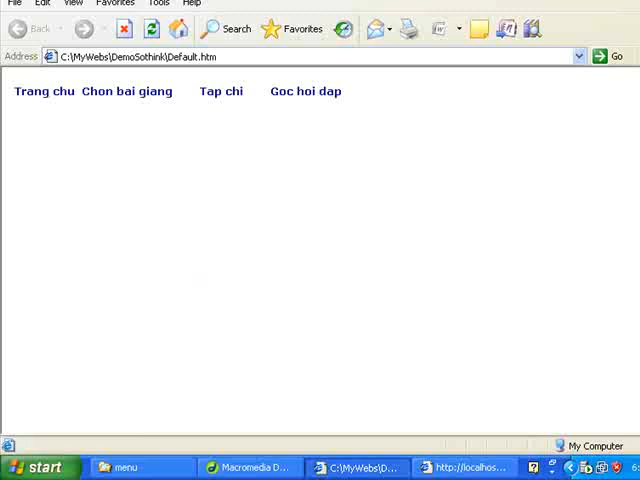 File Edit View Favorites Tools Help
Back Search Favorites
Address C:\MyWebs\DemoSothink\Default.htm Go
Trang chu Chon bai giang Tap chi Goc hoi dap
My Computer
start menu Macromedia D... C:\MyWebs\D... http://localhos... 6: